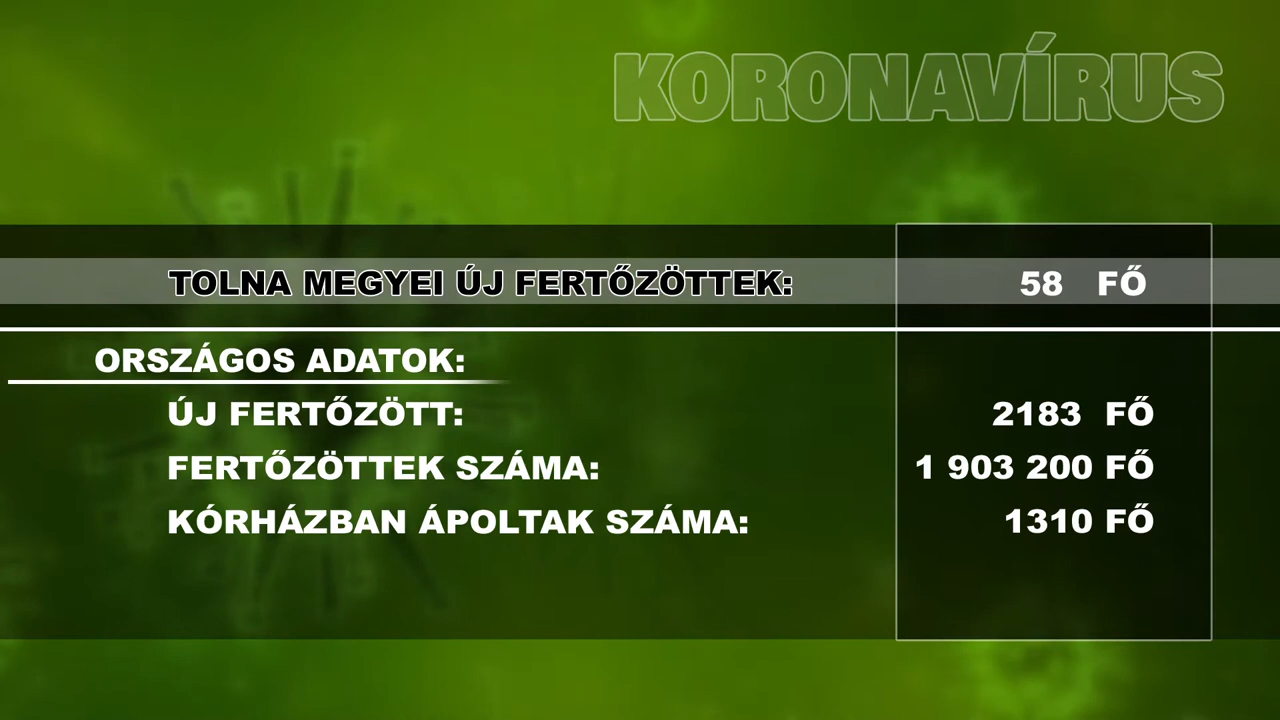 KORONAVÍRUS
TOLNA MEGYEI ÚJ FERTŐZÖTTEK: 58 FŐ
ORSZÁGOS ADATOK:
ÚJ FERTŐZÖTT: 2183 FŐ
FERTŐZÖTTEK SZÁMA: 1 903 200 FŐ
KÓRHÁZBAN ÁPOLTAK SZÁMA: 1310 FŐ